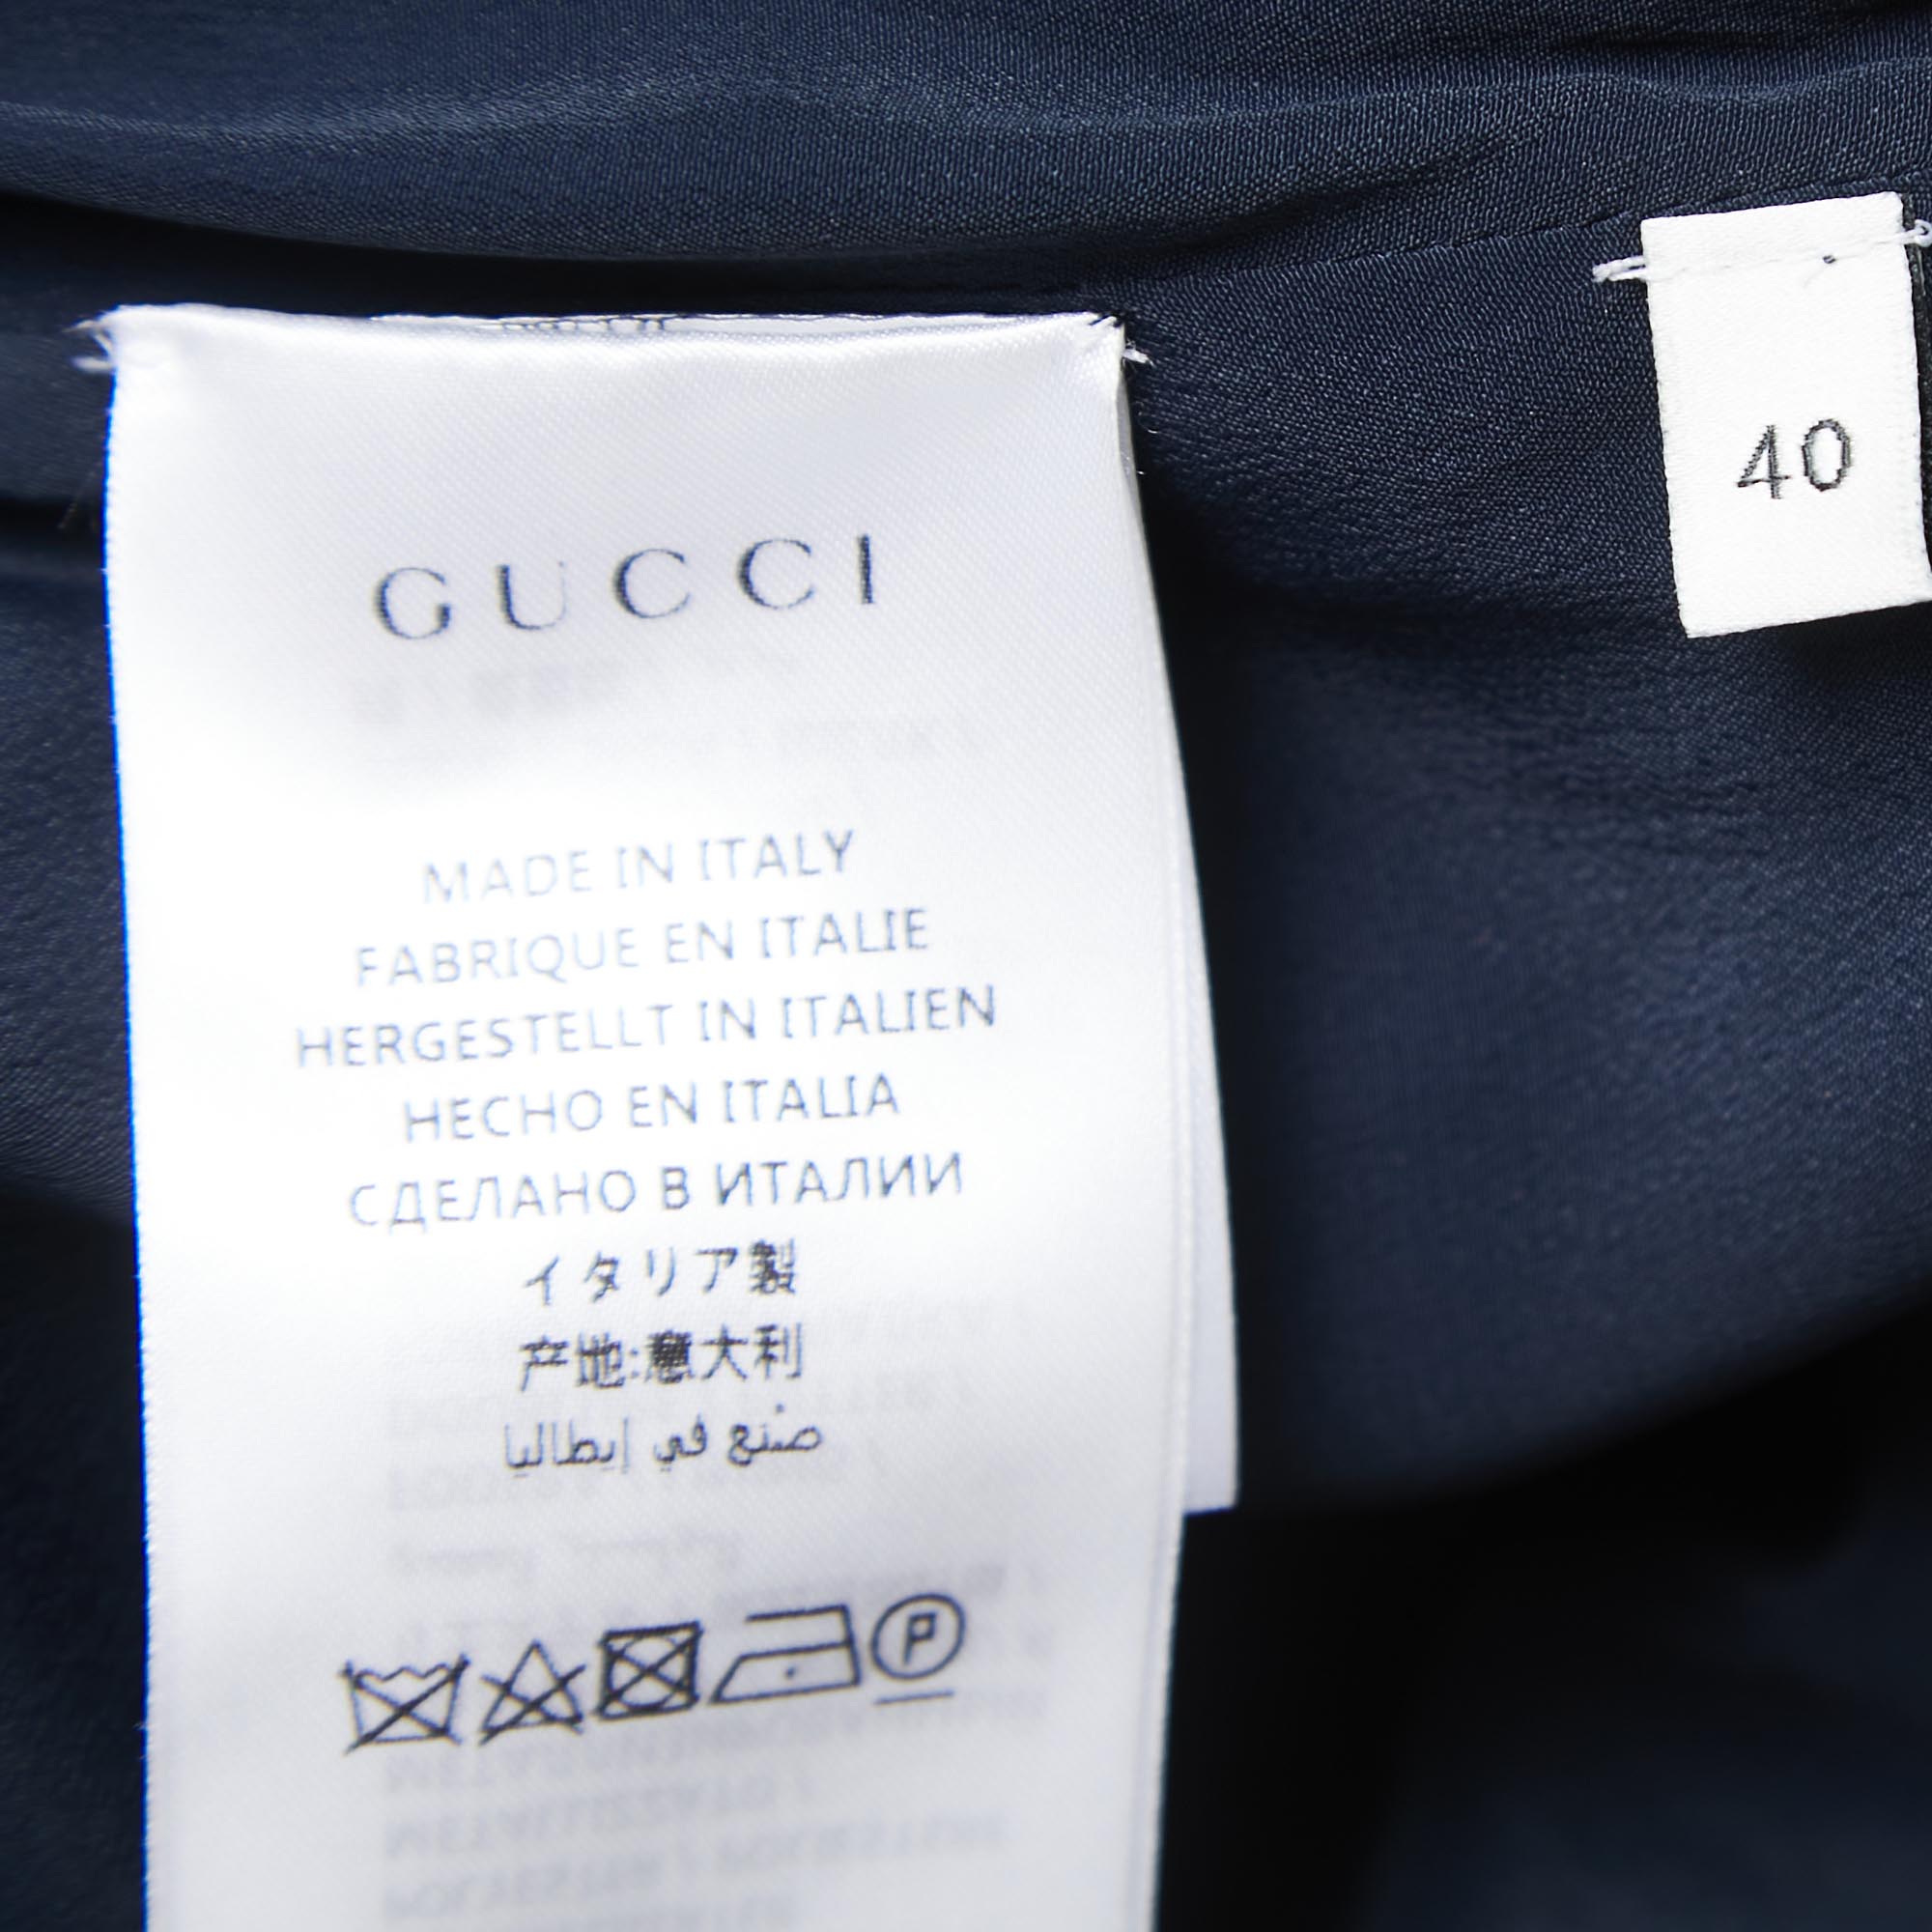 GUCCI
MADE IN ITALY
FABRIQUE EN ITALIE
HERGESTELLT IN ITALIEN
HECHO EN ITALIA
СДЕЛАНО В ИТАЛИИ
イタリア製
产地:意大利
صُنع في إيطاليا
P
40